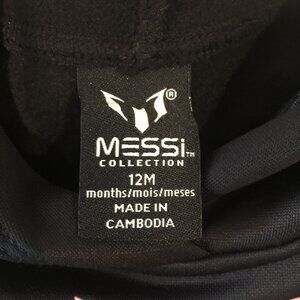 ®
MESSi™
COLLECTION
12M
months/mois/meses
MADE IN
CAMBODIA